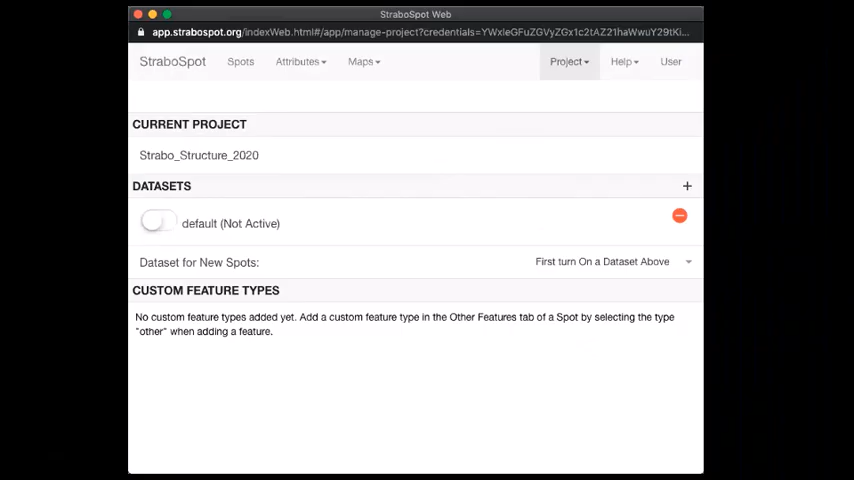 StraboSpot Web
app.strabospot.org/indexWeb.html#/app/manage-project?credentials=YWxleGFuZGVyZGx1c2tAZ21haWwuY29tKi...
StraboSpot Spots Attributes Maps Project Help User
CURRENT PROJECT
Strabo_Structure_2020
DATASETS +
default (Not Active)
Dataset for New Spots: First turn On a Dataset Above
CUSTOM FEATURE TYPES
No custom feature types added yet. Add a custom feature type in the Other Features tab of a Spot by selecting the type
"other" when adding a feature.